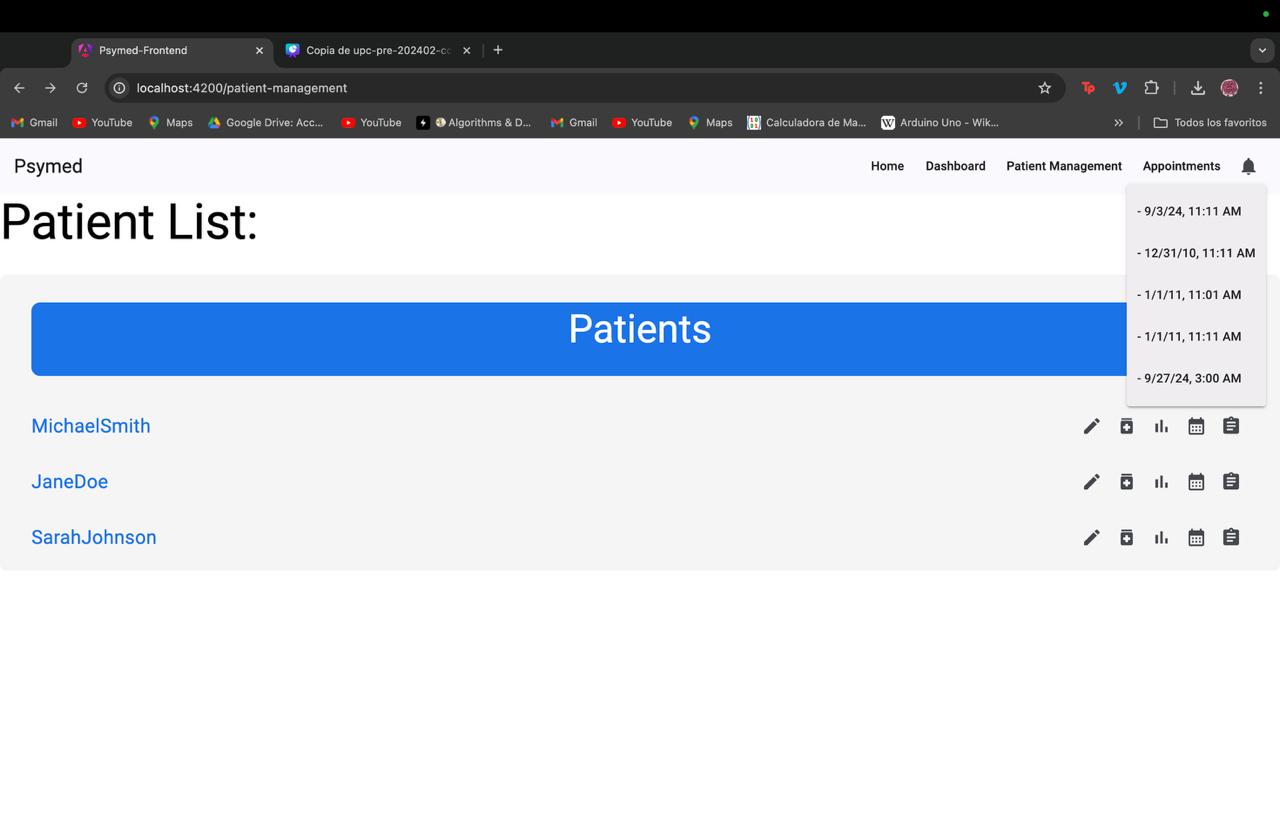 Psymed-Frontend
Copia de upc-pre-202402-cc
localhost:4200/patient-management
Tp
Gmail
YouTube
Maps
Google Drive: Acc...
YouTube
Algorithms & D...
Gmail
YouTube
Maps
Calculadora de Ma...
W
Arduino Uno - Wik...
»
Todos los favoritos
Psymed
Home
Dashboard
Patient Management
Appointments
Patient List:
- 9/3/24, 11:11 AM
- 12/31/10, 11:11 AM
- 1/1/11, 11:01 AM
- 1/1/11, 11:11 AM
- 9/27/24, 3:00 AM
Patients
MichaelSmith
JaneDoe
SarahJohnson